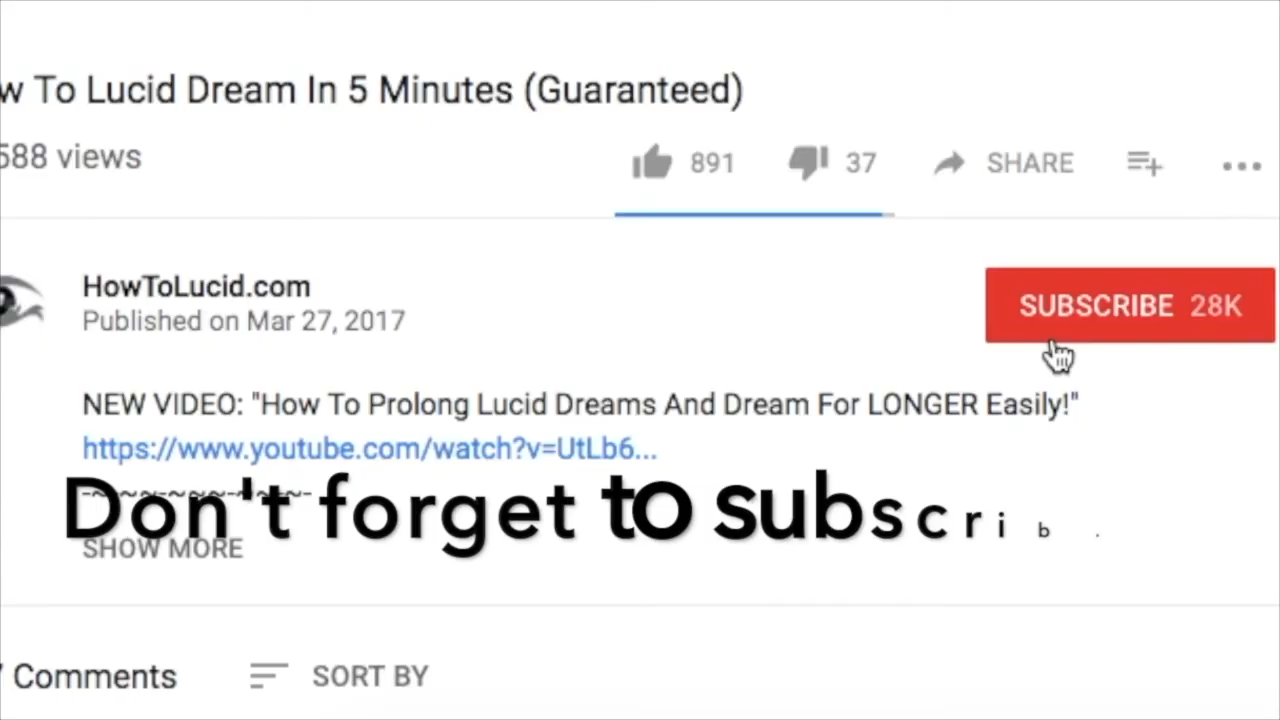 w To Lucid Dream In 5 Minutes (Guaranteed)
588 views
891
37
SHARE
HowToLucid.com
Published on Mar 27, 2017
SUBSCRIBE 28K
NEW VIDEO: "How To Prolong Lucid Dreams And Dream For LONGER Easily!"
https://www.youtube.com/watch?v=UtLb6...
Don't forget to subscrib
SHOW MORE
Comments
SORT BY